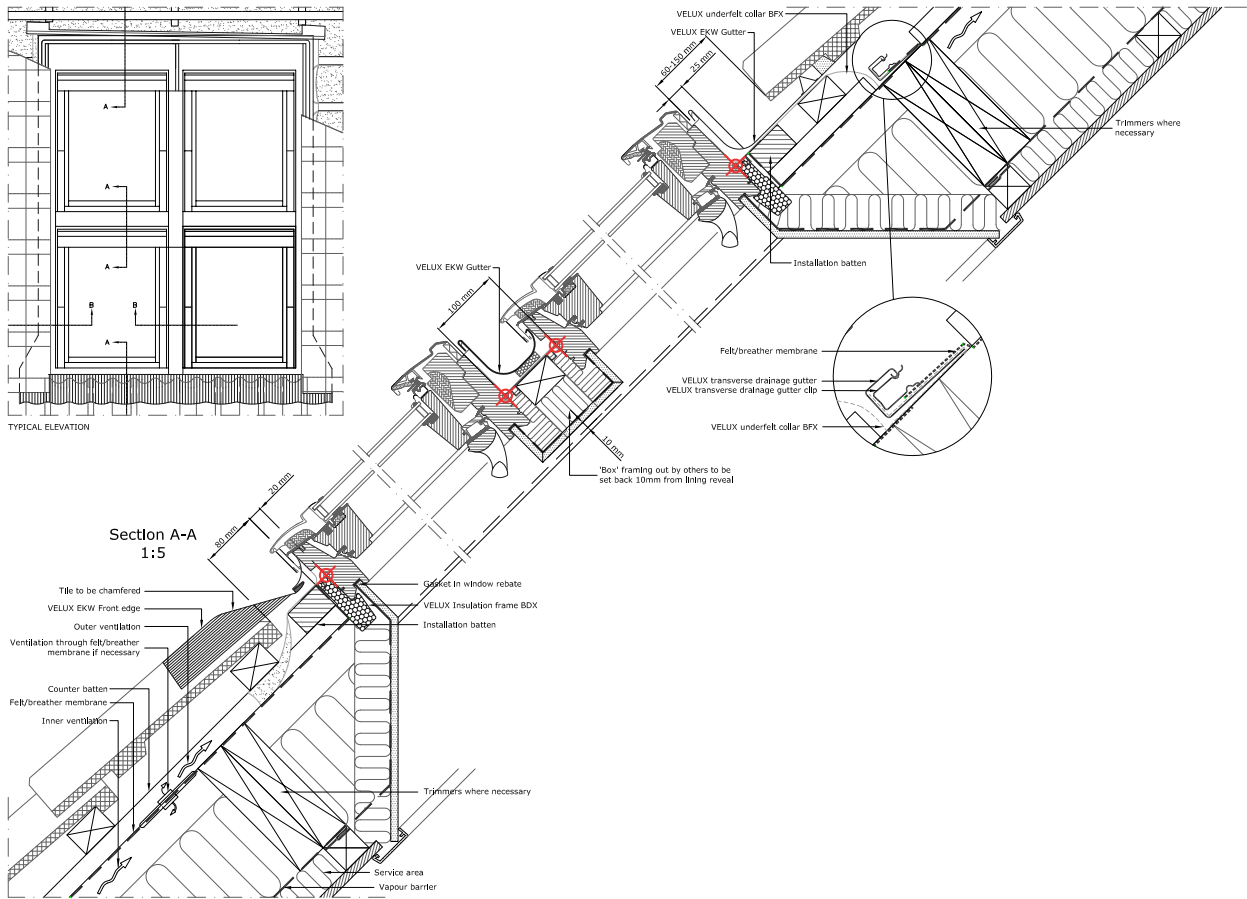 VELUX underfelt collar BFX
VELUX EKW Gutter
60-150 mm
25 mm
Trimmers where
necessary
A
A
A
B
B
A
TYPICAL ELEVATION
VELUX EKW Gutter
100 mm
Installation batten
Felt/breather membrane
VELUX transverse drainage gutter
VELUX transverse drainage gutter clip
VELUX underfelt collar BFX
10 mm
'Box' framing out by others to be
set back 10mm from lining reveal
20 mm
80 mm
Section A-A
1:5
Tile to be chamfered
VELUX EKW Front edge
Outer ventilation
Ventilation through felt/breather
membrane if necessary
Counter batten
Felt/breather membrane
Inner ventilation
Gasket in window rebate
VELUX Insulation frame BDX
Installation batten
Trimmers where necessary
Service area
Vapour barrier